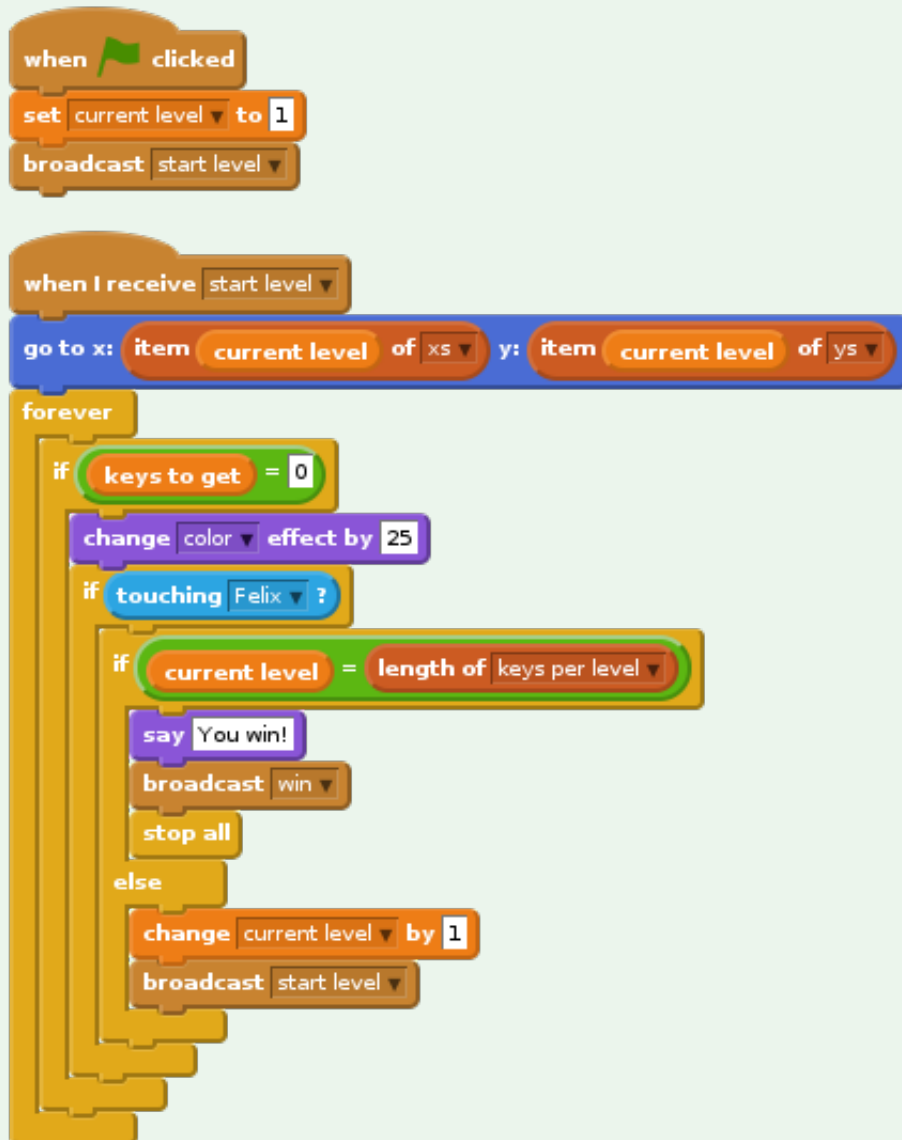 when clicked
set current level to 1
broadcast start level
when I receive start level
go to x: item current level of xs y: item current level of ys
forever
if keys to get = 0
change color effect by 25
if touching Felix ?
if current level = length of keys per level
say You win!
broadcast win
stop all
else
change current level by 1
broadcast start level